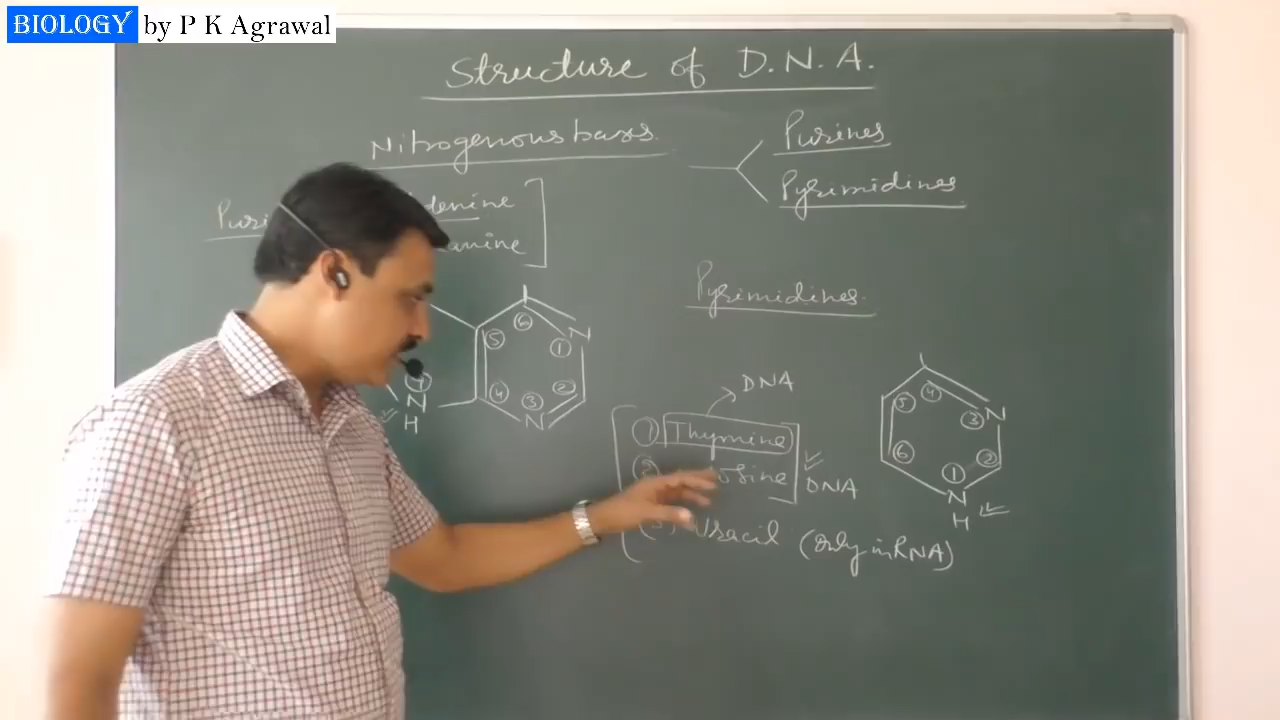 BIOLOGY by P K Agrawal
Structure of D.N.A.
Nitrogenous bases
Purines
Pyrimidines
Pyrimidines
6
5
N
1
4
3
2
N
N
H
DNA
1 Thymine
DNA
(3) Uracil (only in RNA)
5
4
3
N
6
1
2
N
H